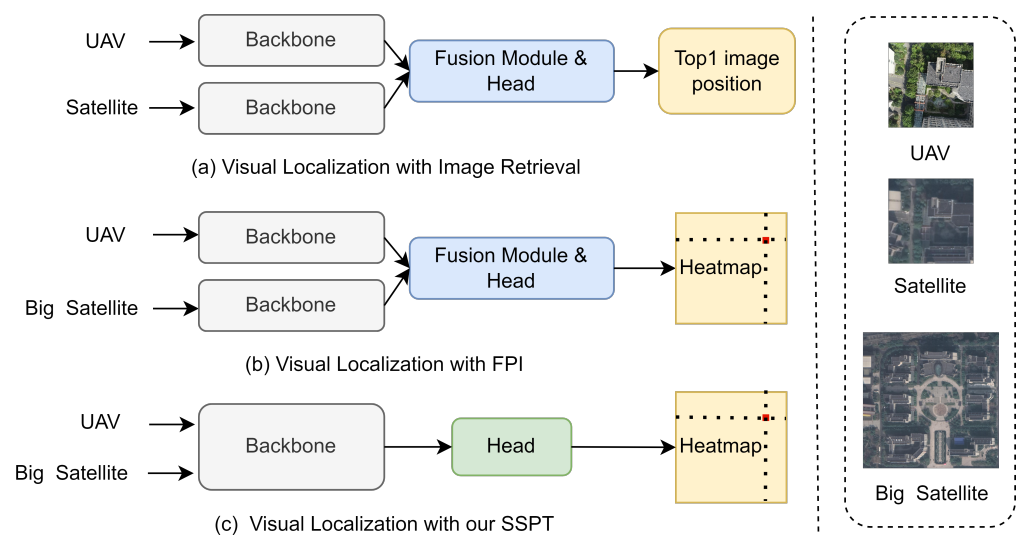 UAV
Backbone
Satellite
Backbone
Fusion Module &
Head
Top1 image
position
(a) Visual Localization with Image Retrieval
UAV
Backbone
Big Satellite
Backbone
Fusion Module &
Head
Heatmap
(b) Visual Localization with FPI
UAV
Big Satellite
Backbone
Head
Heatmap
(c) Visual Localization with our SSPT
UAV
Satellite
Big Satellite